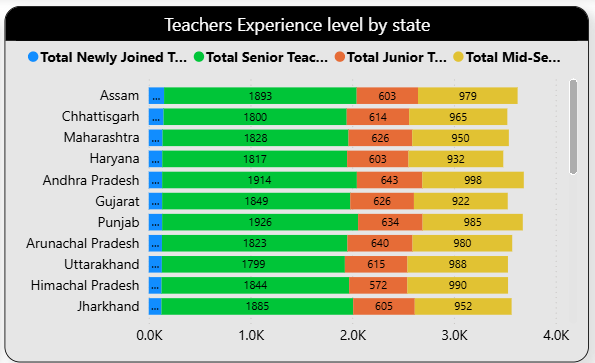 Teachers Experience level by state
Total Newly Joined T... Total Senior Teac... Total Junior T... Total Mid-Se...
Assam ... 1893 603 979
Chhattisgarh ... 1800 614 965
Maharashtra ... 1828 626 950
Haryana ... 1817 603 932
Andhra Pradesh ... 1914 643 998
Gujarat ... 1849 626 922
Punjab ... 1926 634 985
Arunachal Pradesh ... 1823 640 980
Uttarakhand ... 1799 615 988
Himachal Pradesh ... 1844 572 990
Jharkhand ... 1885 605 952
0.0K 1.0K 2.0K 3.0K 4.0K